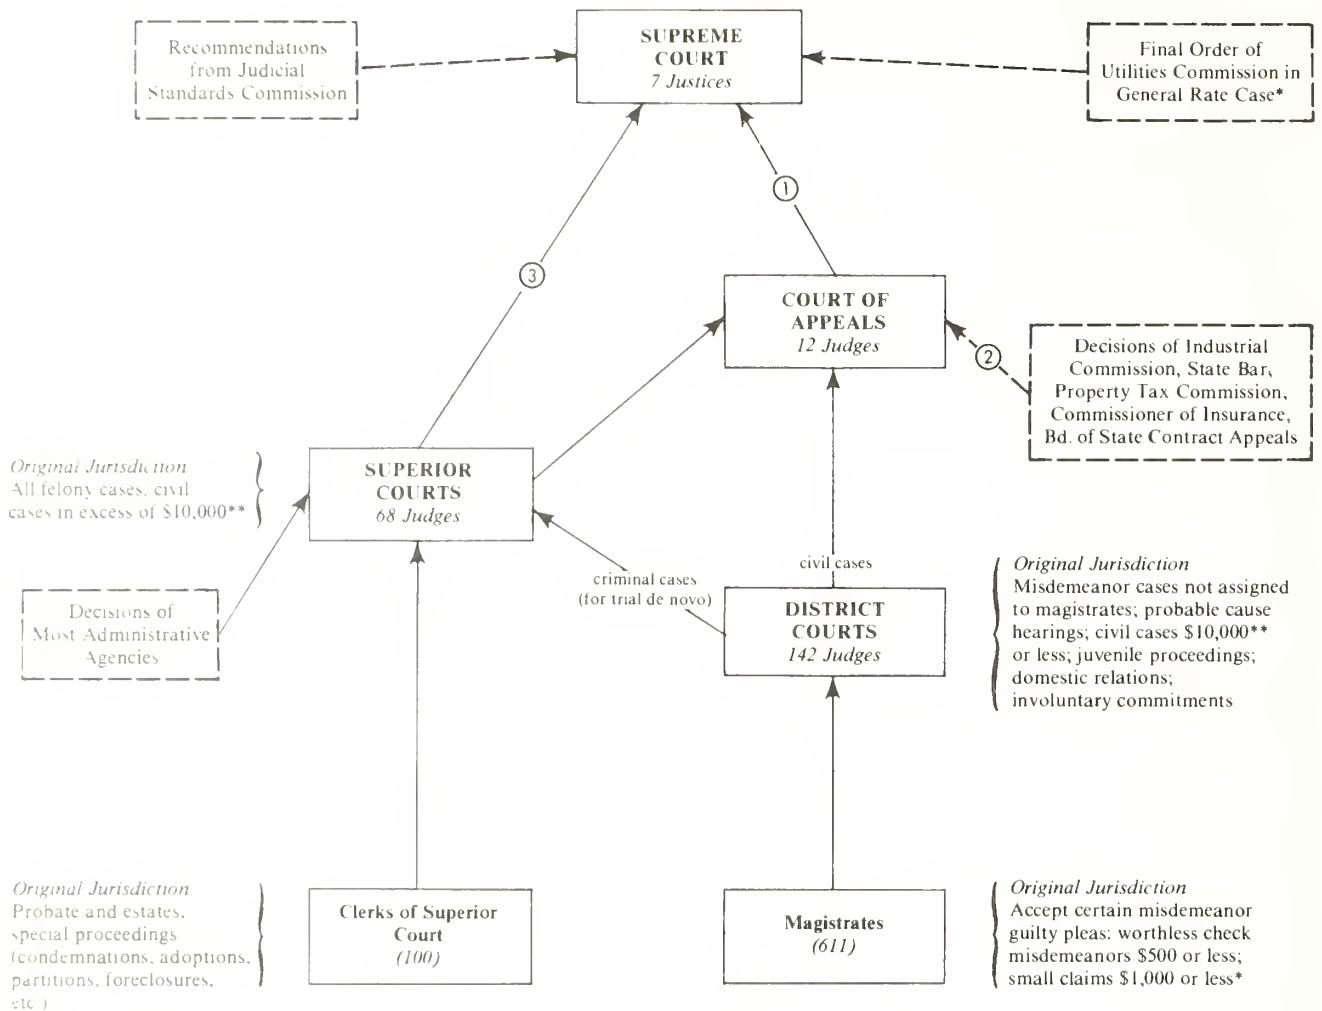 Recommendations
from Judicial
Standards Commission
SUPREME
COURT
7 Justices
Final Order of
Utilities Commission in
General Rate Case*
1
3
COURT OF
APPEALS
12 Judges
2
Decisions of Industrial
Commission, State Bar,
Property Tax Commission,
Commissioner of Insurance,
Bd. of State Contract Appeals
Original Jurisdiction
All felony cases, civil
cases in excess of $10,000**
SUPERIOR
COURTS
68 Judges
Decisions of
Most Administrative
Agencies
criminal cases
(for trial de novo)
civil cases
DISTRICT
COURTS
142 Judges
Original Jurisdiction
Misdemeanor cases not assigned
to magistrates; probable cause
hearings; civil cases $10,000**
or less; juvenile proceedings;
domestic relations;
involuntary commitments
Original Jurisdiction
Probate and estates,
special proceedings
(condemnations, adoptions,
partitions, foreclosures,
etc.)
Clerks of Superior
Court
(100)
Magistrates
(611)
Original Jurisdiction
Accept certain misdemeanor
guilty pleas; worthless check
misdemeanors $500 or less;
small claims $1,000 or less*